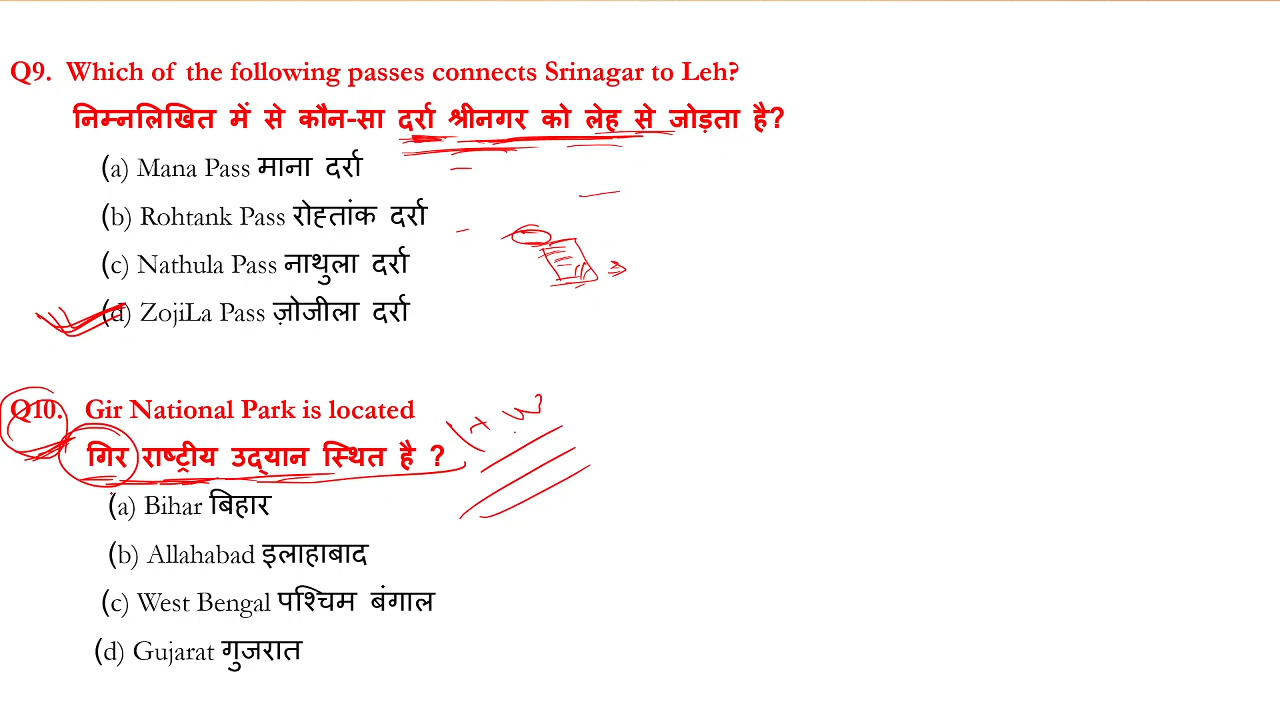 Q9. Which of the following passes connects Srinagar to Leh?
निम्नलिखित में से कौन-सा दर्रा श्रीनगर को लेह से जोड़ता है?
(a) Mana Pass माना दर्रा
(b) Rohtank Pass रोह्तांक दर्रा
(c) Nathula Pass नाथुला दर्रा
(d) ZojiLa Pass ज़ोजीला दर्रा
Q10. Gir National Park is located
H.W
गिर राष्ट्रीय उद्यान स्थित है ?
(a) Bihar बिहार
(b) Allahabad इलाहाबाद
(c) West Bengal पश्चिम बंगाल
(d) Gujarat गुजरात